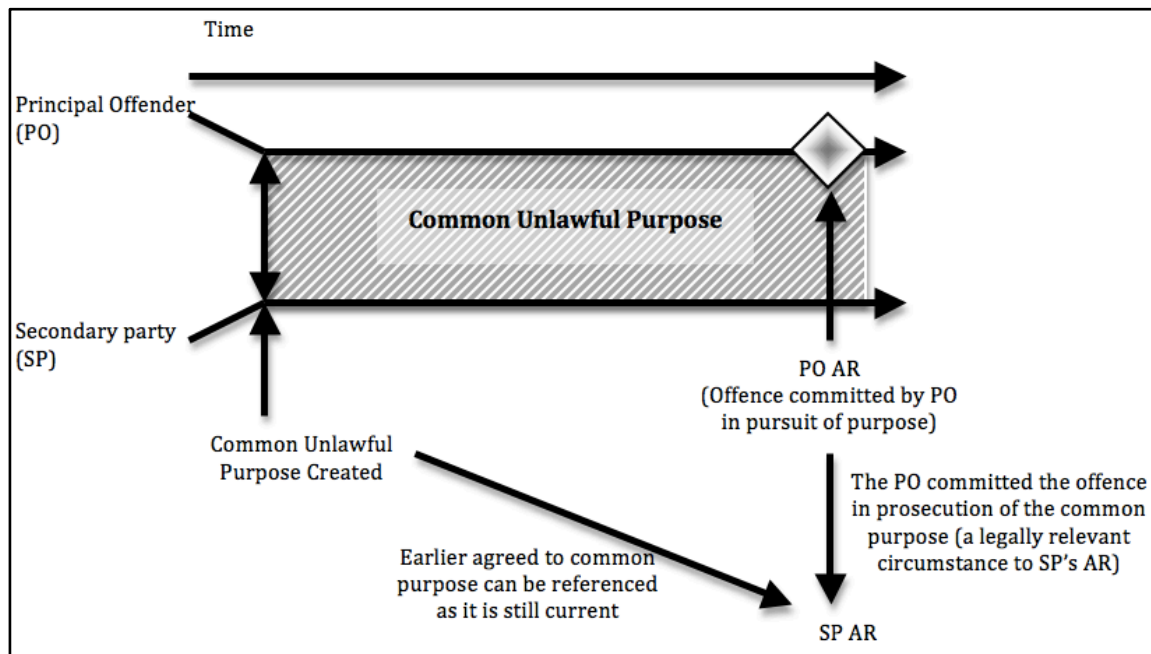 Time
Principal Offender
(PO)
Common Unlawful Purpose
Secondary party
(SP)
PO AR
(Offence committed by PO
in pursuit of purpose)
Common Unlawful
Purpose Created
The PO committed the offence
in prosecution of the common
purpose (a legally relevant
circumstance to SP’s AR)
Earlier agreed to common
purpose can be referenced
as it is still current
SP AR